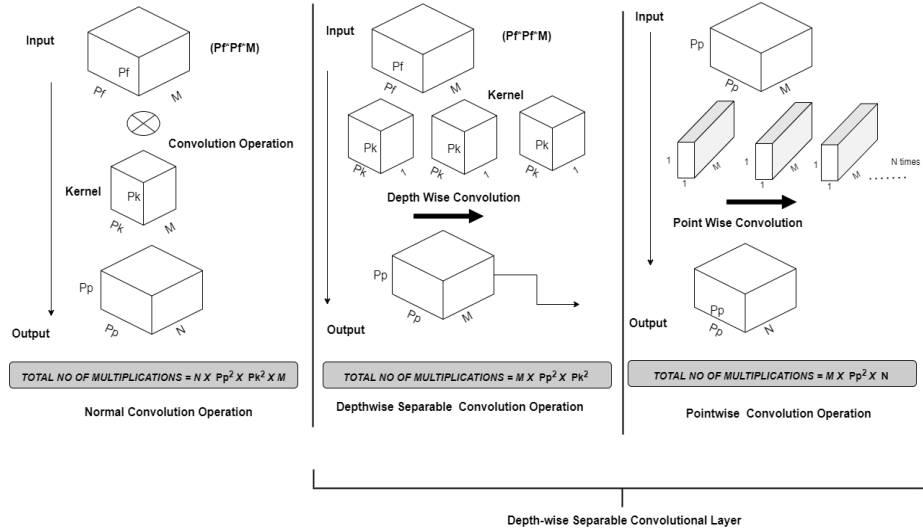 Input
(Pf*Pf*M)
Pf
Pf
M
Convolution Operation
Kernel
Pk
Pk
M
Pp
Pp
N
Output
TOTAL NO OF MULTIPLICATIONS = N X Pp² X Pk² X M
Normal Convolution Operation
Input
(Pf*Pf*M)
Pf
Pf
M
Kernel
Pk
Pk
1
Pk
Pk
1
Pk
Pk
1
Depth Wise Convolution
Pp
Pp
M
Output
TOTAL NO OF MULTIPLICATIONS = M X Pp² X Pk²
Depthwise Separable Convolution Operation
Input
Pp
Pp
M
1
1
M
1
1
M
1
1
M
N times
.......
Point Wise Convolution
Pp
Pp
N
Output
TOTAL NO OF MULTIPLICATIONS = M X Pp² X N
Pointwise Convolution Operation
Depth-wise Separable Convolutional Layer